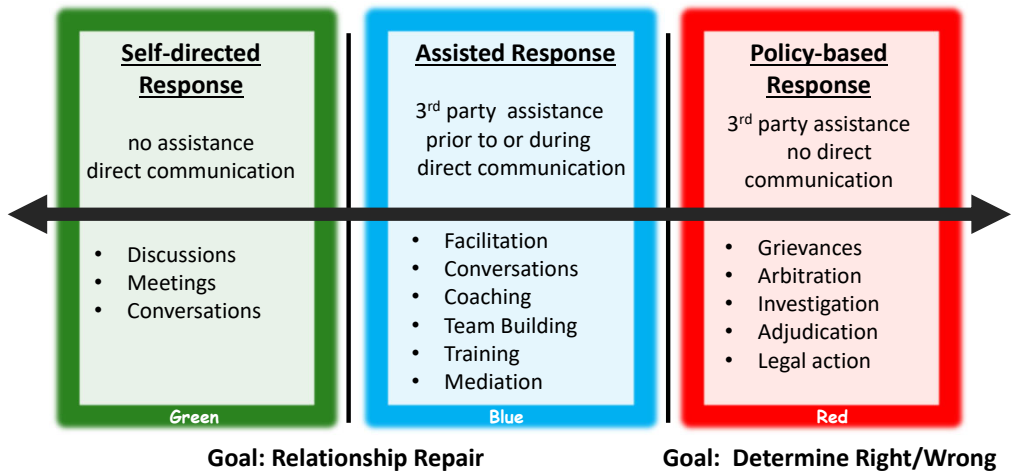 Self-directed
Response
no assistance
direct communication
• Discussions
• Meetings
• Conversations
Green
Assisted Response
3rd party assistance
prior to or during
direct communication
• Facilitation
• Conversations
• Coaching
• Team Building
• Training
• Mediation
Blue
Policy-based
Response
3rd party assistance
no direct
communication
• Grievances
• Arbitration
• Investigation
• Adjudication
• Legal action
Red
Goal: Relationship Repair
Goal: Determine Right/Wrong